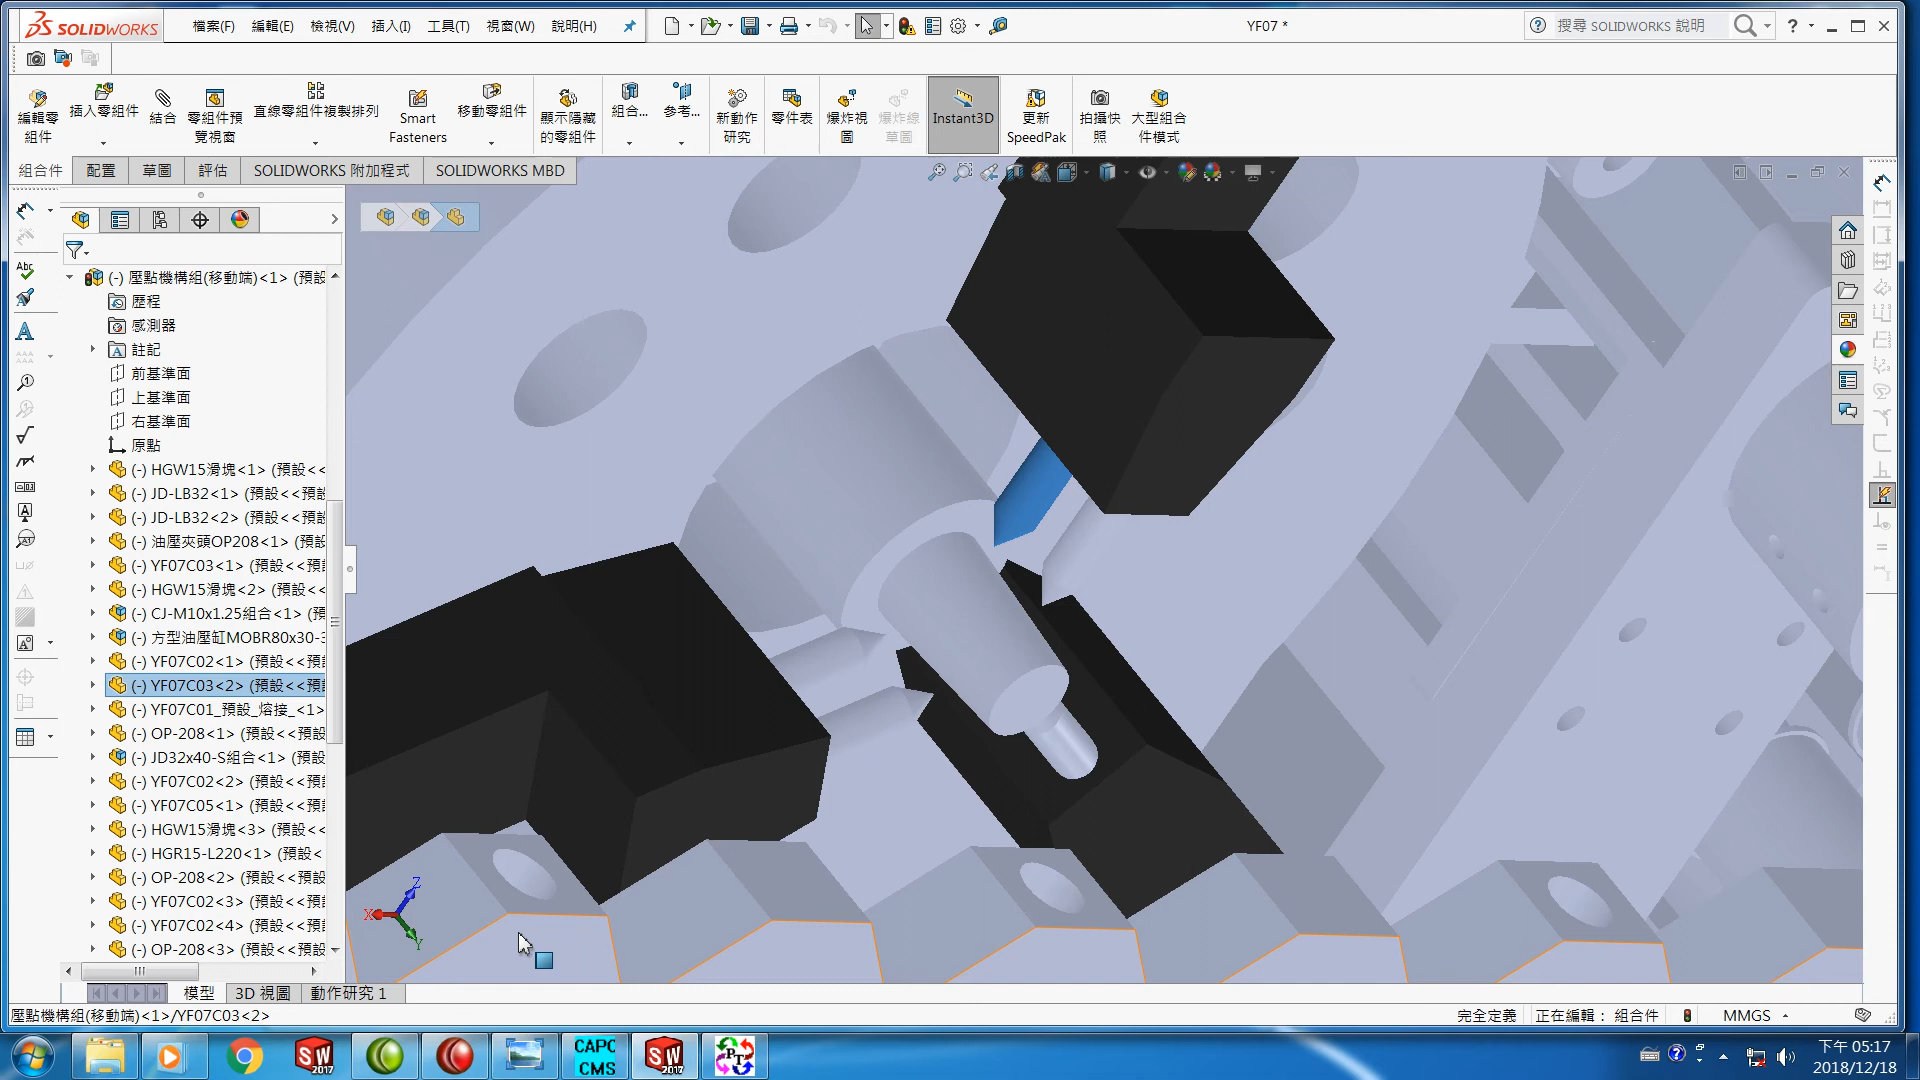 SOLIDWORKS 檔案(F) 編輯(E) 檢視(V) 插入(I) 工具(T) 視窗(W) 說明(H) YF07 * 搜尋 SOLIDWORKS 說明
編輯零組件
插入零組件
結合
零組件預覽視窗
直線零組件複製排列
Smart Fasteners
移動零組件
顯示隱藏的零組件
組合...
參考...
新動作研究
零件表
爆炸視圖
爆炸線草圖
Instant3D
更新 SpeedPak
拍攝快照
大型組合件模式
組合件 配置 草圖 評估 SOLIDWORKS 附加程式 SOLIDWORKS MBD
(-) 壓點機構組(移動端)<1> (預設
歷程
感測器
註記
前基準面
上基準面
右基準面
原點
(-) HGW15滑塊<1> (預設<<
(-) JD-LB32<1> (預設<<預設
(-) JD-LB32<2> (預設<<預設
(-) 油壓夾頭OP208<1> (預設
(-) YF07C03<1> (預設<<預
(-) HGW15滑塊<2> (預設<<
(-) CJ-M10x1.25組合<1> (預
(-) 方型油壓缸MOBR80x30-3
(-) YF07C02<1> (預設<<預
(-) YF07C03<2> (預設<<預
(-) YF07C01_預設_熔接_<1>
(-) OP-208<1> (預設<<預設
(-) JD32x40-S組合<1> (預
(-) YF07C02<2> (預設<<預
(-) YF07C05<1> (預設<<預
(-) HGW15滑塊<3> (預設<<
(-) HGR15-L220<1> (預設<
(-) OP-208<2> (預設<<預設
(-) YF07C02<3> (預設<<預
(-) YF07C02<4> (預設<<預
(-) OP-208<3> (預設<<預設
X Z Y
模型 3D 視圖 動作研究 1
壓點機構組(移動端)<1>/YF07C03<2> 完全定義 正在編輯： 組合件 MMGS
SW 2017 CAPC CMS SW 2017 PT
下午 05:17
2018/12/18